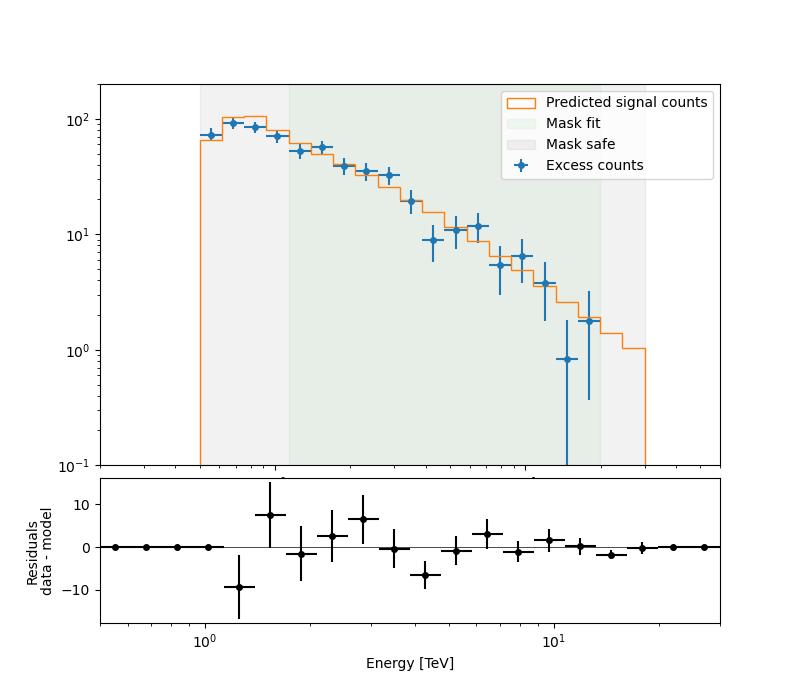 10²
10¹
10⁰
10⁻¹
Predicted signal counts
Mask fit
Mask safe
Excess counts
Residuals
data - model
10
0
−10
10⁰
10¹
Energy [TeV]